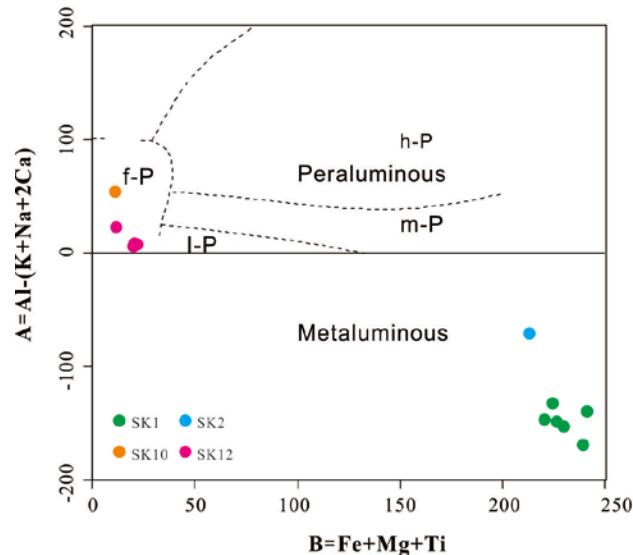 200
h-P
100
f-P
Peraluminous
m-P
l-P
0
A=Al-(K+Na+2Ca)
Metaluminous
-100
SK1 SK2
SK10 SK12
-200
0 50 100 150 200 250
B=Fe+Mg+Ti